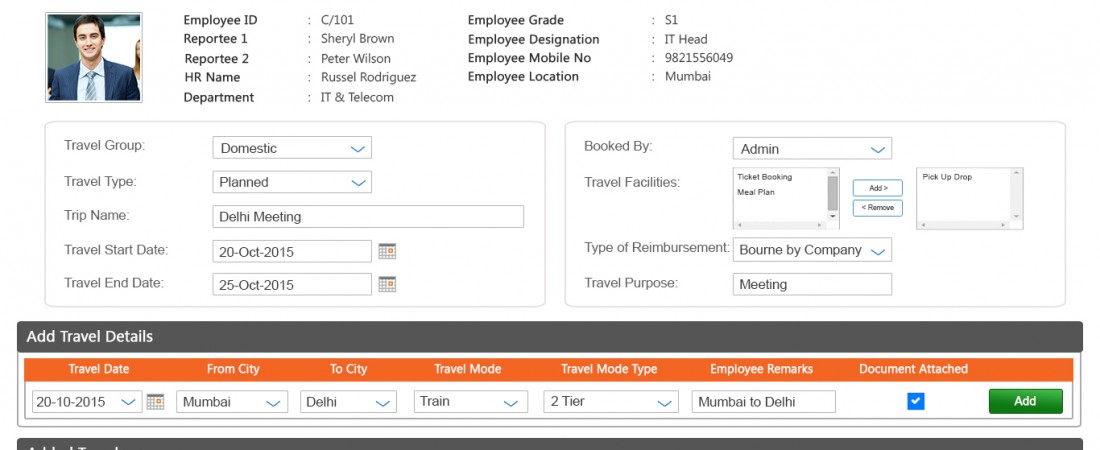 Employee ID : C/101 Employee Grade : S1
Reportee 1 : Sheryl Brown Employee Designation : IT Head
Reportee 2 : Peter Wilson Employee Mobile No : 9821556049
HR Name : Russel Rodriguez Employee Location : Mumbai
Department : IT & Telecom
Travel Group: Domestic
Travel Type: Planned
Trip Name: Delhi Meeting
Travel Start Date: 20-Oct-2015
Travel End Date: 25-Oct-2015
Booked By: Admin
Travel Facilities: Ticket Booking
Meal Plan
Add >
< Remove
Pick Up Drop
Type of Reimbursement: Bourne by Company
Travel Purpose: Meeting
Add Travel Details
Travel Date From City To City Travel Mode Travel Mode Type Employee Remarks Document Attached
20-10-2015 Mumbai Delhi Train 2 Tier Mumbai to Delhi Add